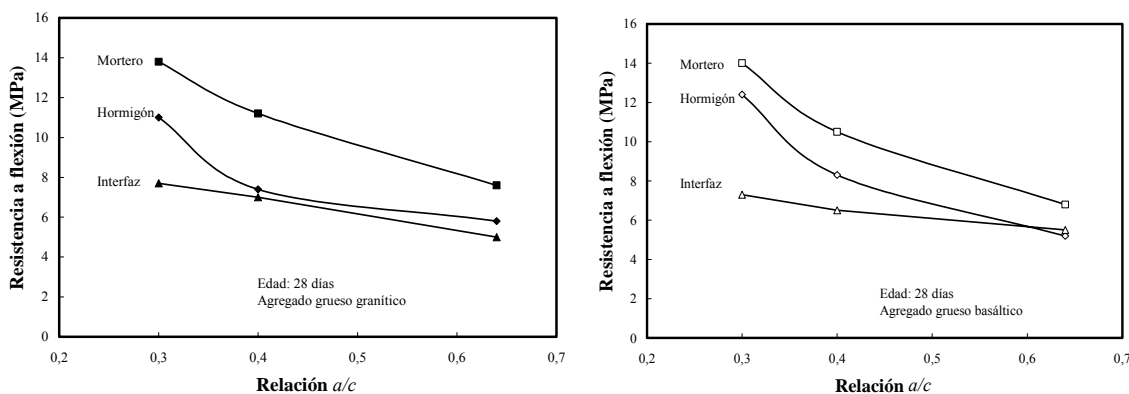 Resistencia a flexión (MPa)
16
14
12
10
8
6
4
2
0
Mortero
Hormigón
Interfaz
Edad: 28 días
Agregado grueso granítico
0,2
0,3
0,4
0,5
0,6
0,7
Relación a/c
Resistencia a flexión (MPa)
16
14
12
10
8
6
4
2
0
Mortero
Hormigón
Interfaz
Edad: 28 días
Agregado grueso basáltico
0,2
0,3
0,4
0,5
0,6
0,7
Relación a/c